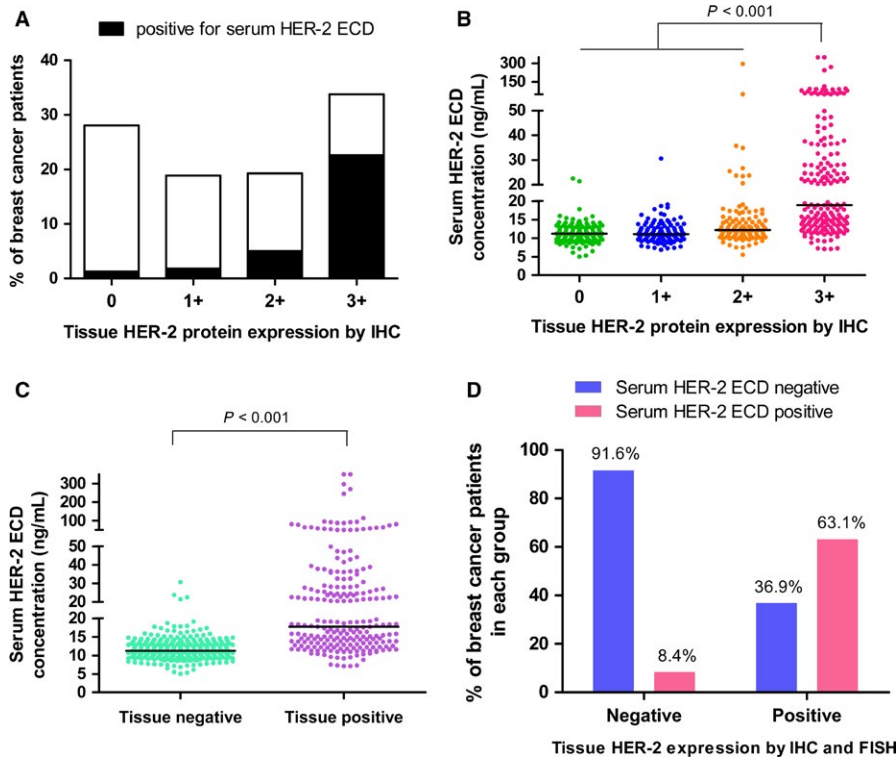 A
positive for serum HER-2 ECD
% of breast cancer patients
40
30
20
10
0
0 1+ 2+ 3+
Tissue HER-2 protein expression by IHC
B
P < 0.001
Serum HER-2 ECD
concentration (ng/mL)
300
150
50
40
30
20
20
15
10
5
0
0 1+ 2+ 3+
Tissue HER-2 protein expression by IHC
C
P < 0.001
Serum HER-2 ECD
concentration (ng/mL)
300
200
100
50
40
30
20
20
15
10
5
0
Tissue negative Tissue positive
D
Serum HER-2 ECD negative
Serum HER-2 ECD positive
% of breast cancer patients
in each group
100
80
60
40
20
0
91.6%
8.4%
36.9%
63.1%
Negative Positive
Tissue HER-2 expression by IHC and FISH